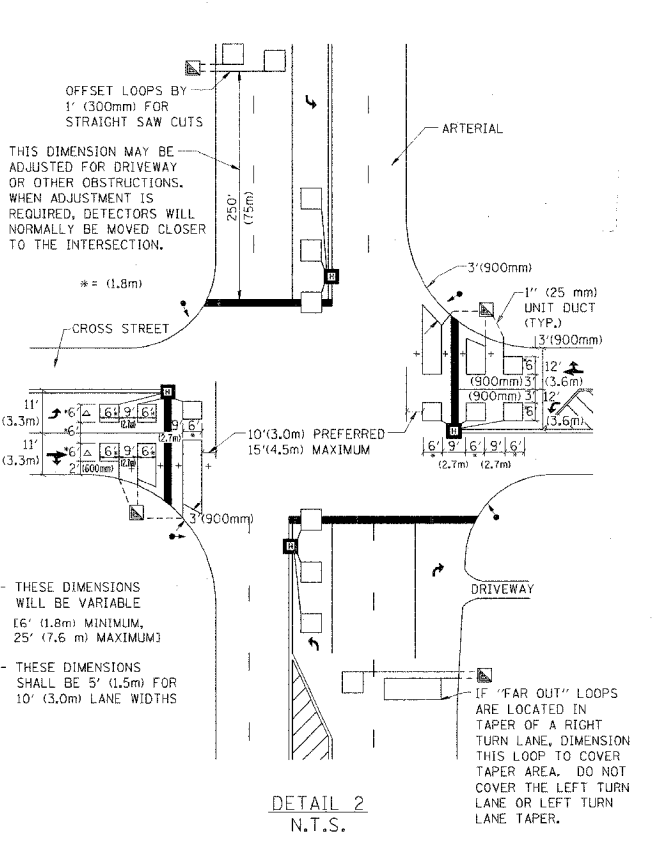 OFFSET LOOPS BY
1' (300mm) FOR
STRAIGHT SAW CUTS
ARTERIAL
THIS DIMENSION MAY BE
ADJUSTED FOR DRIVEWAY
OR OTHER OBSTRUCTIONS.
WHEN ADJUSTMENT IS
REQUIRED, DETECTORS WILL
NORMALLY BE MOVED CLOSER
TO THE INTERSECTION.
250'
(75m)
* = (1.8m)
H
3'(900mm)
1" (25 mm)
UNIT DUCT
(TYP.)
CROSS STREET
3'(900mm)
*6'
12'
(3.6m)
(900mm)3'
(900mm)3'
*6'
12'
(3.6m)
H
6' 9' 6' 9' 6'
* * *
(2.7m) (2.7m)
H
11'
(3.3m)
*6'
6' 9' 6'
(2.7m)
*6'
9' 6'
(2.7m) *
11'
(3.3m)
*6'
6' 9' 6'
(2.7m)
2' (600mm)
10'(3.0m) PREFERRED
15'(4.5m) MAXIMUM
3'(900mm)
H
- THESE DIMENSIONS
WILL BE VARIABLE
[6' (1.8m) MINIMUM,
25' (7.6 m) MAXIMUM]
- THESE DIMENSIONS
SHALL BE 5' (1.5m) FOR
10' (3.0m) LANE WIDTHS
DRIVEWAY
IF "FAR OUT" LOOPS
ARE LOCATED IN
TAPER OF A RIGHT
TURN LANE, DIMENSION
THIS LOOP TO COVER
TAPER AREA. DO NOT
COVER THE LEFT TURN
LANE OR LEFT TURN
LANE TAPER.
DETAIL 2
N.T.S.